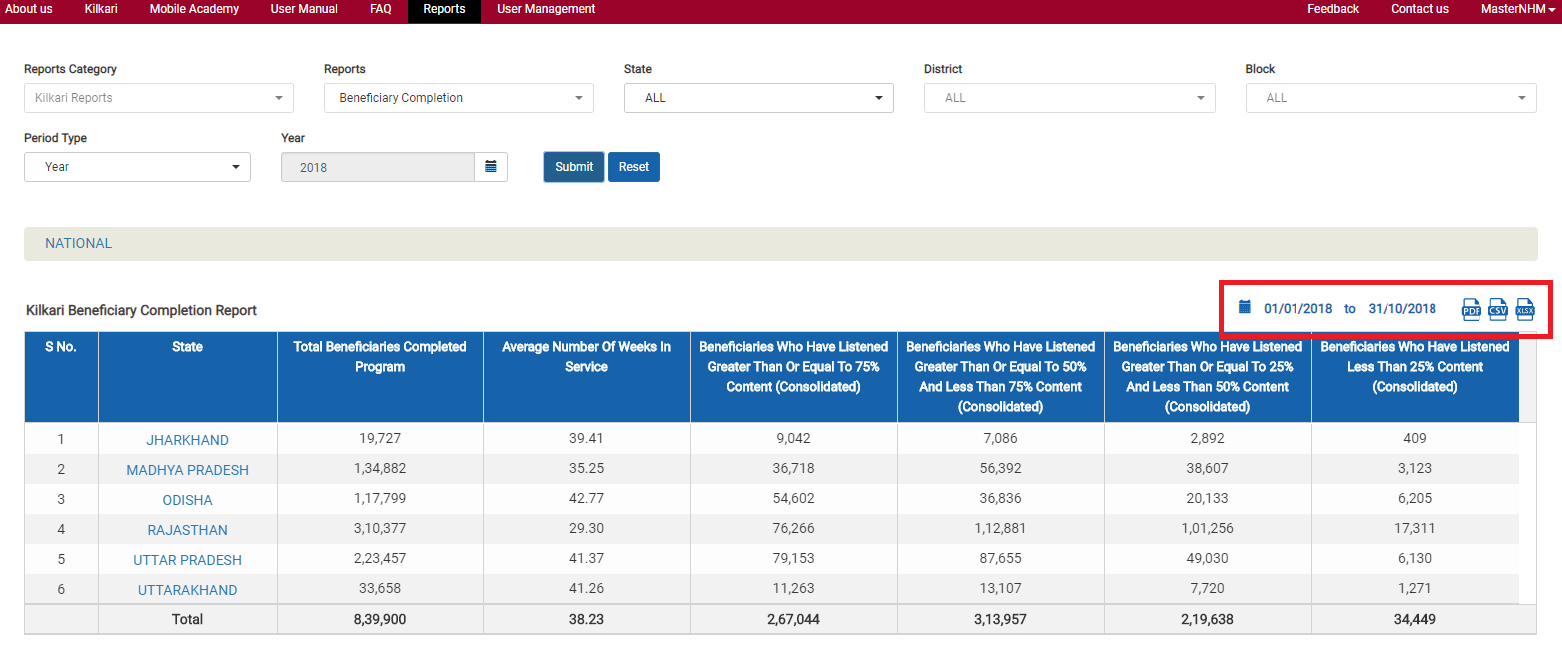 About us Kilkari Mobile Academy User Manual FAQ Reports User Management Feedback Contact us MasterNHM
Reports Category Reports State District Block
Kilkari Reports Beneficiary Completion ALL ALL ALL
Period Type Year
Year 2018 Submit Reset
NATIONAL
Kilkari Beneficiary Completion Report 01/01/2018 to 31/10/2018 PDF CSV XLSX
S No. State Total Beneficiaries Completed Program Average Number Of Weeks In Service Beneficiaries Who Have Listened Greater Than Or Equal To 75% Content (Consolidated) Beneficiaries Who Have Listened Greater Than Or Equal To 50% And Less Than 75% Content (Consolidated) Beneficiaries Who Have Listened Greater Than Or Equal To 25% And Less Than 50% Content (Consolidated) Beneficiaries Who Have Listened Less Than 25% Content (Consolidated)
1 JHARKHAND 19,727 39.41 9,042 7,086 2,892 409
2 MADHYA PRADESH 1,34,882 35.25 36,718 56,392 38,607 3,123
3 ODISHA 1,17,799 42.77 54,602 36,836 20,133 6,205
4 RAJASTHAN 3,10,377 29.30 76,266 1,12,881 1,01,256 17,311
5 UTTAR PRADESH 2,23,457 41.37 79,153 87,655 49,030 6,130
6 UTTARAKHAND 33,658 41.26 11,263 13,107 7,720 1,271
Total 8,39,900 38.23 2,67,044 3,13,957 2,19,638 34,449